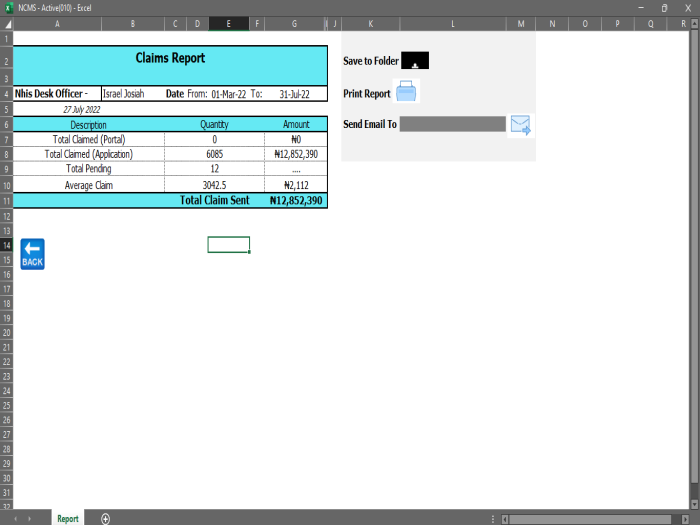 NCMS - Active(010) - Excel
A B C D E F G I J K L M N O P Q R
1
2 Claims Report Save to Folder
3
4 Nhis Desk Officer - Israel Josiah Date From: 01-Mar-22 To: 31-Jul-22 Print Report
5 27 July 2022
6 Description Quantity Amount Send Email To
7 Total Claimed (Portal) 0 ₦0
8 Total Claimed (Application) 6085 ₦12,852,390
9 Total Pending 12 ....
10 Average Claim 3042.5 ₦2,112
11 Total Claim Sent ₦12,852,390
12
13
14
15 BACK
16
17
18
19
20
21
22
23
24
25
26
27
28
29
30
31
32
Report